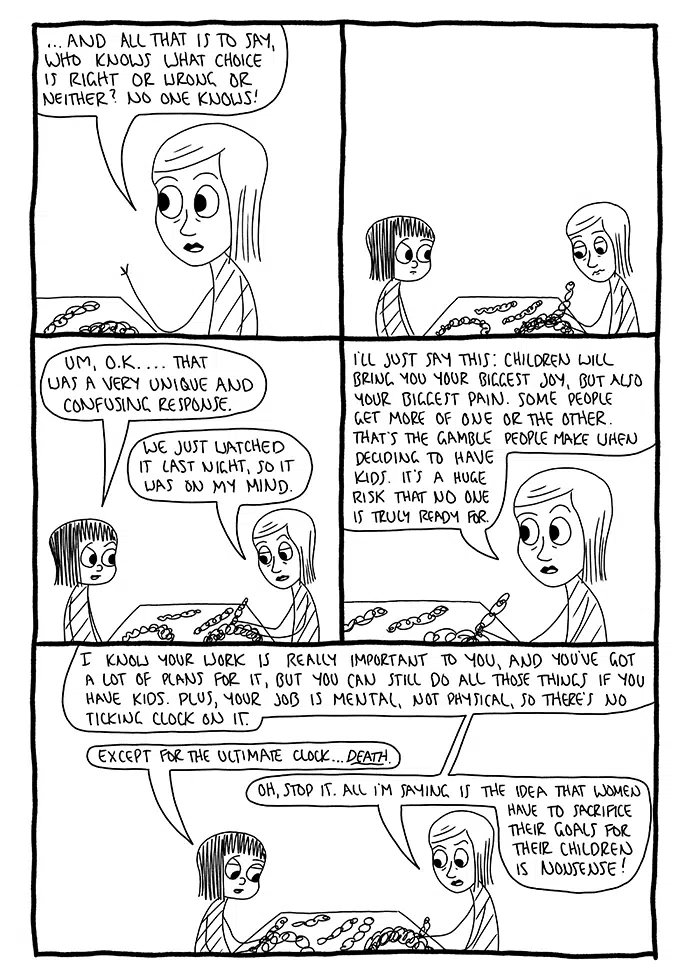 ...AND ALL THAT IS TO SAY,
WHO KNOWS WHAT CHOICE
IS RIGHT OR WRONG OR
NEITHER? NO ONE KNOWS!
UM, O.K. ... THAT
WAS A VERY UNIQUE AND
CONFUSING RESPONSE.
WE JUST WATCHED
IT LAST NIGHT, SO IT
WAS ON MY MIND.
I'LL JUST SAY THIS: CHILDREN WILL
BRING YOU YOUR BIGGEST JOY, BUT ALSO
YOUR BIGGEST PAIN. SOME PEOPLE
GET MORE OF ONE OR THE OTHER.
THAT'S THE GAMBLE PEOPLE MAKE WHEN
DECIDING TO HAVE
KIDS. IT'S A HUGE
RISK THAT NO ONE
IS TRULY READY FOR.
I KNOW YOUR WORK IS REALLY IMPORTANT TO YOU, AND YOU'VE GOT
A LOT OF PLANS FOR IT, BUT YOU CAN STILL DO ALL THOSE THINGS IF YOU
HAVE KIDS. PLUS, YOUR JOB IS MENTAL, NOT PHYSICAL, SO THERE'S NO
TICKING CLOCK ON IT.
EXCEPT FOR THE ULTIMATE CLOCK...DEATH.
OH, STOP IT. ALL I'M SAYING IS THE IDEA THAT WOMEN
HAVE TO SACRIFICE
THEIR GOALS FOR
THEIR CHILDREN
IS NONSENSE!